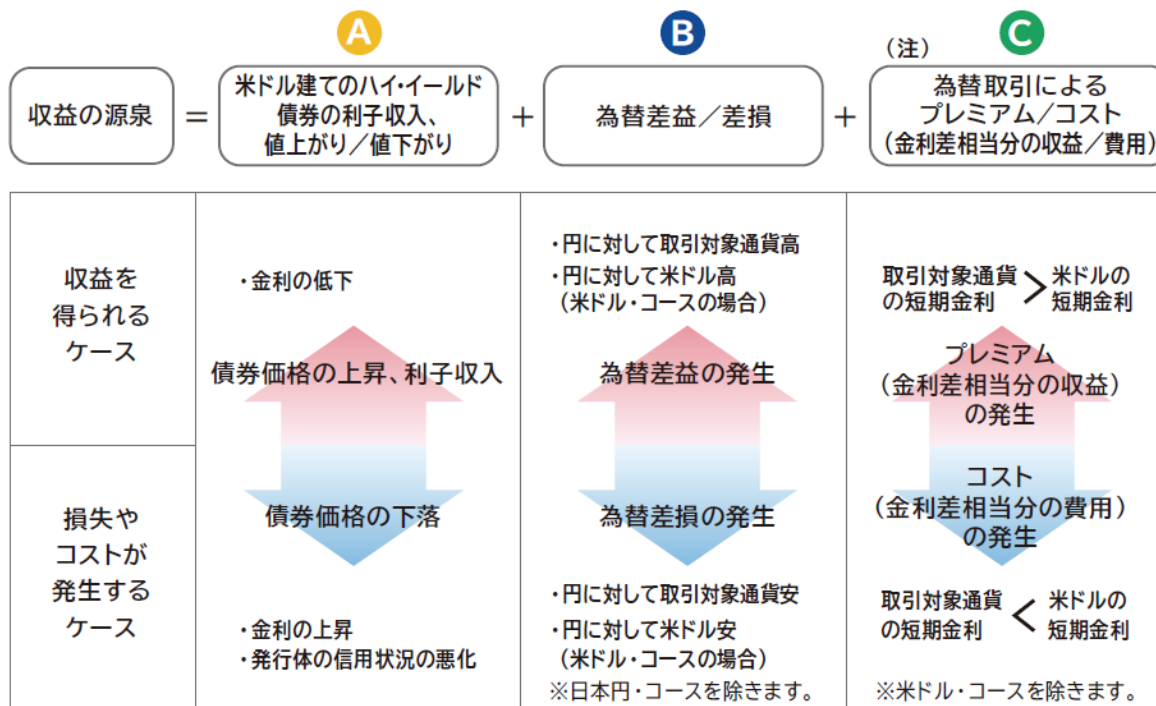 A
B
(注)
C
収益の源泉
=
米ドル建てのハイ・イールド
債券の利子収入、
値上がり／値下がり
+
為替差益／差損
+
為替取引による
プレミアム／コスト
(金利差相当分の収益／費用)
収益を
得られる
ケース
・金利の低下
債券価格の上昇、利子収入
・円に対して取引対象通貨高
・円に対して米ドル高
(米ドル・コースの場合)
為替差益の発生
取引対象通貨
の短期金利
>
米ドルの
短期金利
プレミアム
(金利差相当分の収益)
の発生
損失や
コストが
発生する
ケース
債券価格の下落
・金利の上昇
・発行体の信用状況の悪化
為替差損の発生
・円に対して取引対象通貨安
・円に対して米ドル安
(米ドル・コースの場合)
※日本円・コースを除きます。
コスト
(金利差相当分の費用)
の発生
取引対象通貨
の短期金利
<
米ドルの
短期金利
※米ドル・コースを除きます。